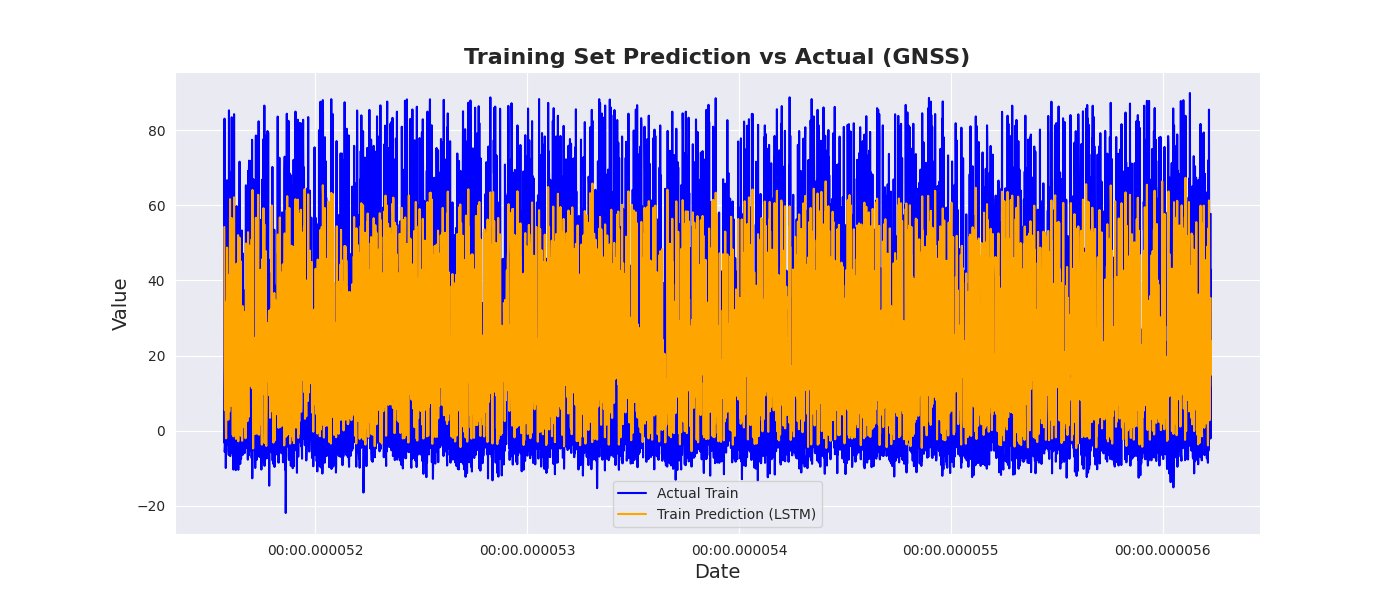 Training Set Prediction vs Actual (GNSS)
80
60
40
20
0
−20
Value
Actual Train
Train Prediction (LSTM)
00:00.000052
00:00.000053
00:00.000054
00:00.000055
00:00.000056
Date